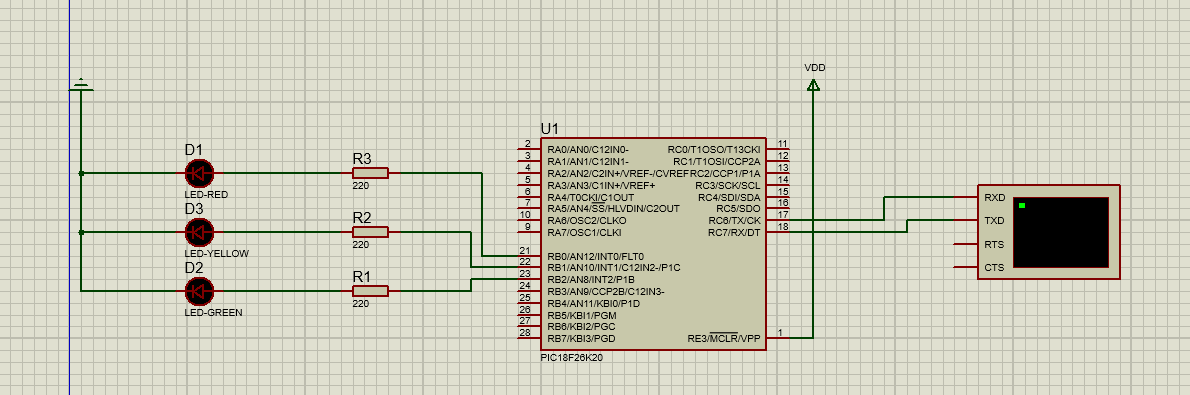 VDD
U1
D1
LED-RED
D3
LED-YELLOW
D2
LED-GREEN
R3
220
R2
220
R1
220
2 RA0/AN0/C12IN0- RC0/T1OSO/T13CKI 11
3 RA1/AN1/C12IN1- RC1/T1OSI/CCP2A 12
4 RA2/AN2/C2IN+/VREF-/CVREF RC2/CCP1/P1A 13
5 RA3/AN3/C1IN+/VREF+ RC3/SCK/SCL 14
6 RA4/T0CKI/C1OUT RC4/SDI/SDA 15
7 RA5/AN4/SS/HLVDIN/C2OUT RC5/SDO 16
10 RA6/OSC2/CLKO RC6/TX/CK 17
9 RA7/OSC1/CLKI RC7/RX/DT 18
21 RB0/AN12/INT0/FLT0
22 RB1/AN10/INT1/C12IN2-/P1C
23 RB2/AN8/INT2/P1B
24 RB3/AN9/CCP2B/C12IN3-
25 RB4/AN11/KBI0/P1D
26 RB5/KBI1/PGM
27 RB6/KBI2/PGC
28 RB7/KBI3/PGD RE3/MCLR/VPP 1
PIC18F26K20
RXD
TXD
RTS
CTS